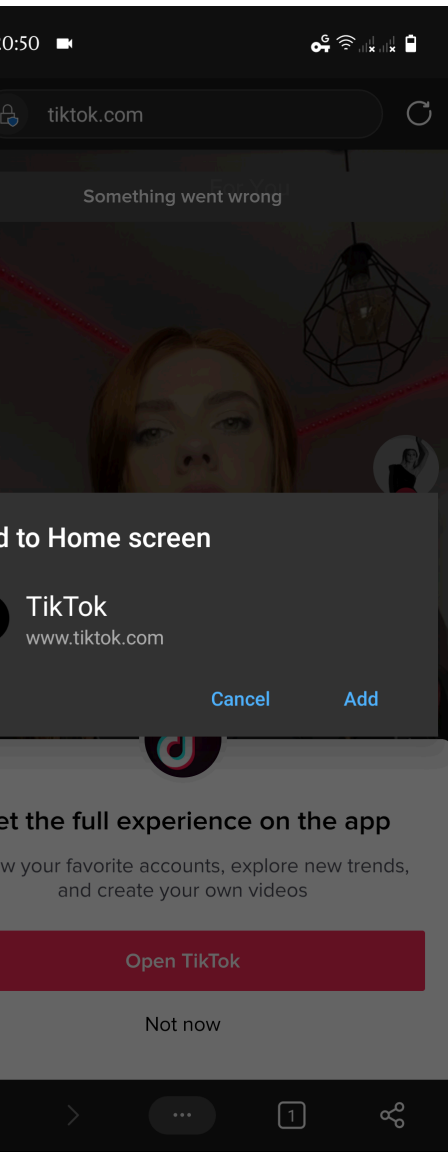 0:50
G
tiktok.com
For You
Something went wrong
d to Home screen
TikTok
www.tiktok.com
Cancel
Add
et the full experience on the app
w your favorite accounts, explore new trends,
and create your own videos
Open TikTok
Not now
1